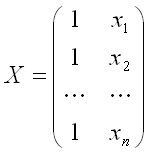 1 x₁
1 x₂
X =
... ...
1 xₙ